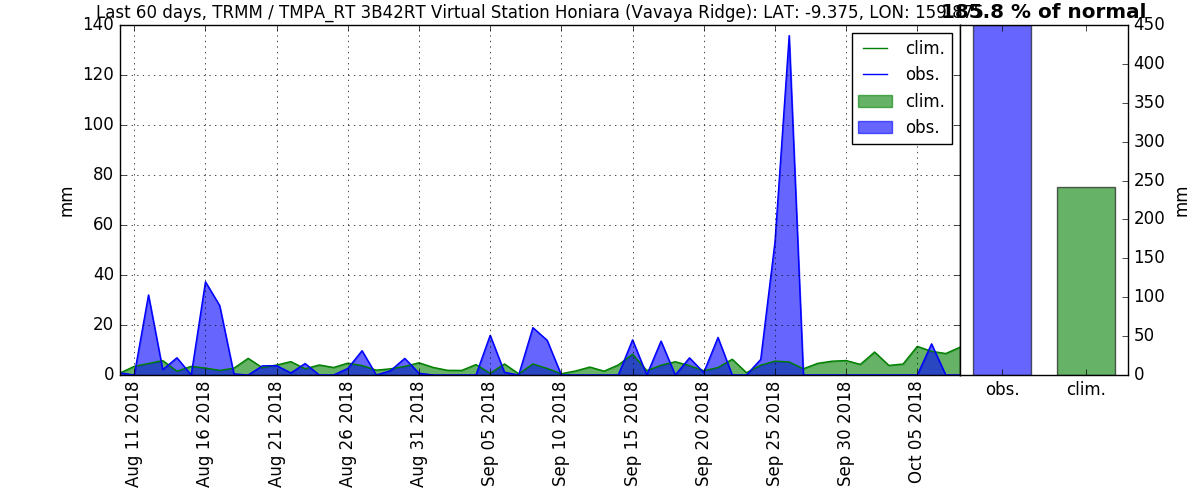 Last 60 days, TRMM / TMPA_RT 3B42RT Virtual Station Honiara (Vavaya Ridge): LAT: -9.375, LON:
185.8 % of normal
140
120
100
80
60
40
20
0
mm
clim.
obs.
clim.
obs.
Aug 11 2018
Aug 16 2018
Aug 21 2018
Aug 26 2018
Aug 31 2018
Sep 05 2018
Sep 10 2018
Sep 15 2018
Sep 20 2018
Sep 25 2018
Sep 30 2018
Oct 05 2018
450
400
350
300
250
200
150
100
50
0
mm
obs.
clim.